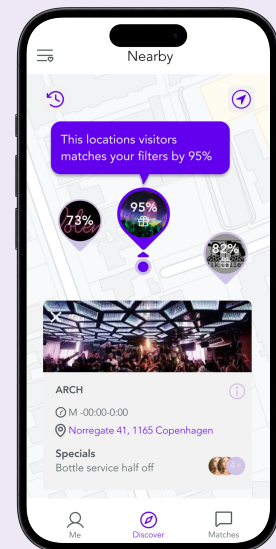 Nearby
This locations visitors
matches your filters by 95%
73%
95%
82%
ARCH
M -00:00-0:00
Norregate 41, 1165 Copenhagen
Specials
Bottle service half off
4+
Me
Discover
Matches